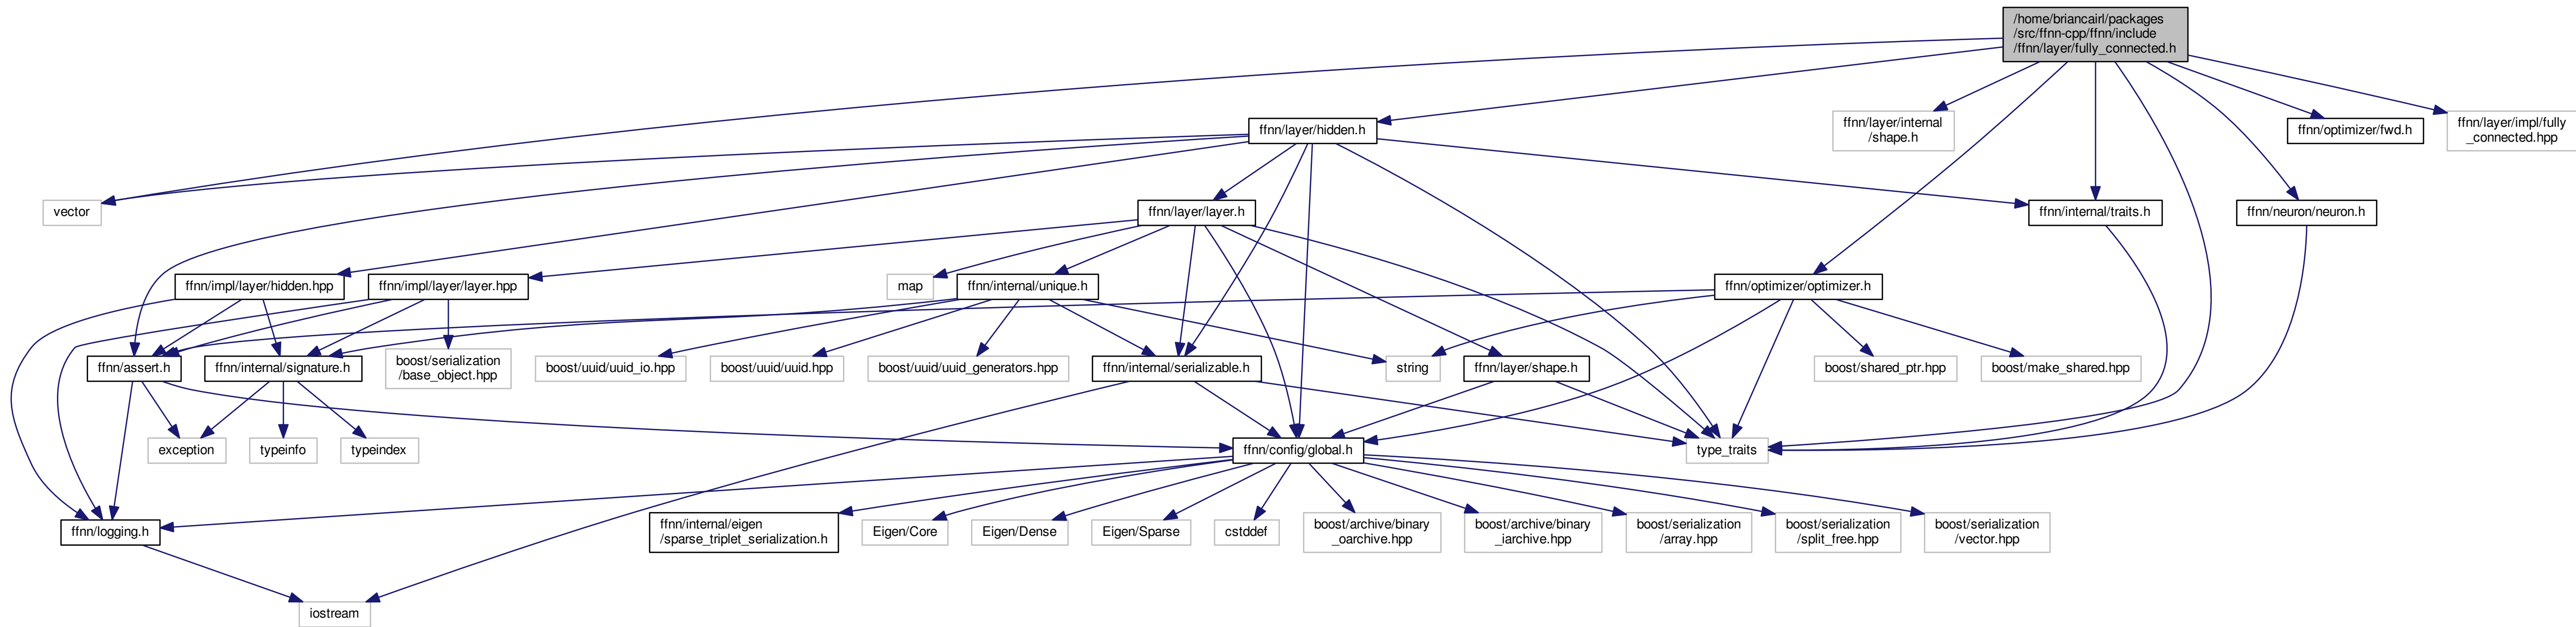 /home/briancairl/packages
/src/ffnn-cpp/ffnn/include
/ffnn/layer/fully_connected.h
ffnn/layer/hidden.h
ffnn/layer/internal
/shape.h
ffnn/optimizer/fwd.h
ffnn/layer/impl/fully
_connected.hpp
vector
ffnn/layer/layer.h
ffnn/internal/traits.h
ffnn/neuron/neuron.h
ffnn/impl/layer/hidden.hpp
ffnn/impl/layer/layer.hpp
map
ffnn/internal/unique.h
ffnn/optimizer/optimizer.h
ffnn/assert.h
ffnn/internal/signature.h
boost/serialization
/base_object.hpp
boost/uuid/uuid_io.hpp
boost/uuid/uuid.hpp
boost/uuid/uuid_generators.hpp
ffnn/internal/serializable.h
string
ffnn/layer/shape.h
boost/shared_ptr.hpp
boost/make_shared.hpp
exception
typeinfo
typeindex
ffnn/config/global.h
type_traits
ffnn/logging.h
ffnn/internal/eigen
/sparse_triplet_serialization.h
Eigen/Core
Eigen/Dense
Eigen/Sparse
cstddef
boost/archive/binary
_oarchive.hpp
boost/archive/binary
_iarchive.hpp
boost/serialization
/array.hpp
boost/serialization
/split_free.hpp
boost/serialization
/vector.hpp
iostream